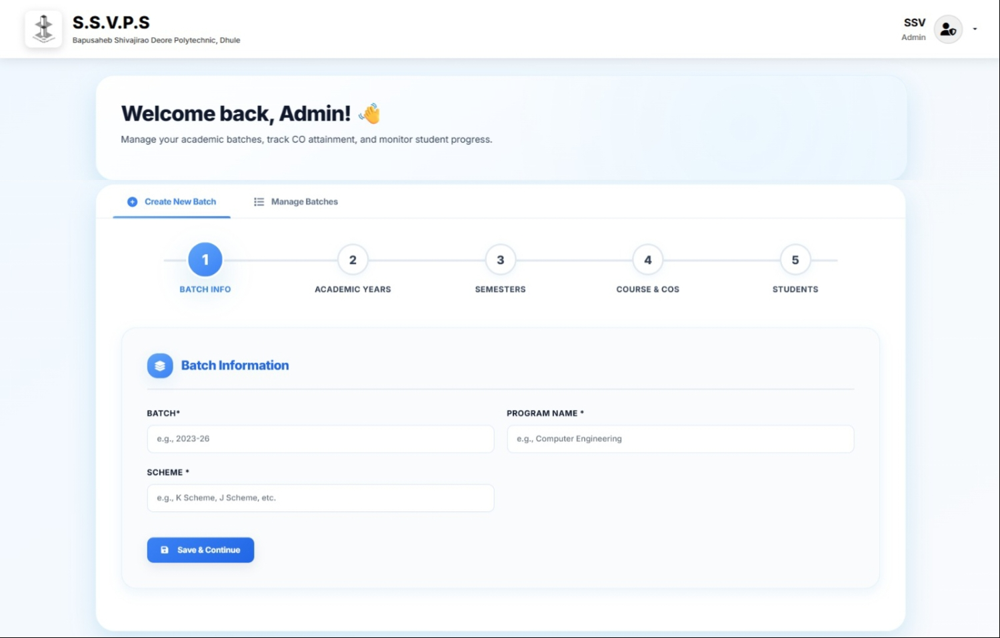 S.S.V.P.S
Bapusaheb Shivajirao Deore Polytechnic, Dhule
SSV
Admin
Welcome back, Admin! 👋
Manage your academic batches, track CO attainment, and monitor student progress.
Create New Batch
Manage Batches
1
2
3
4
5
BATCH INFO
ACADEMIC YEARS
SEMESTERS
COURSE & COS
STUDENTS
Batch Information
BATCH*
PROGRAM NAME *
e.g., 2023-26
e.g., Computer Engineering
SCHEME *
e.g., K Scheme, J Scheme, etc.
Save & Continue